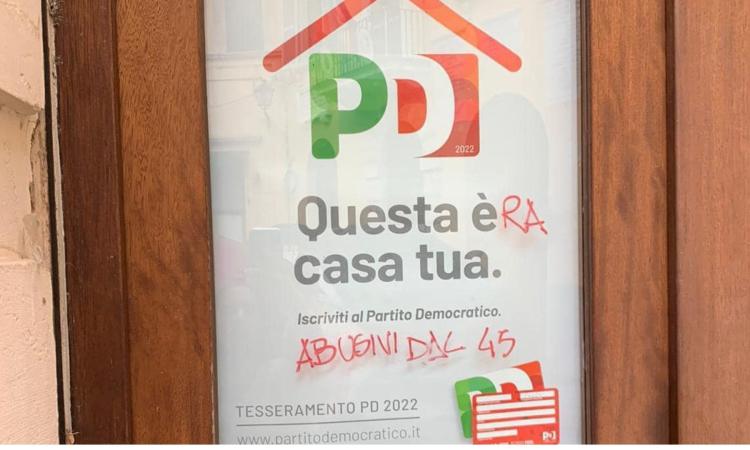 PD
2022
Questa èRA
casa tua.
Iscriviti al Partito Democratico.
ABUSIVI DAL 45
TESSERAMENTO PD 2022
www.partitodemocratico.it
PD